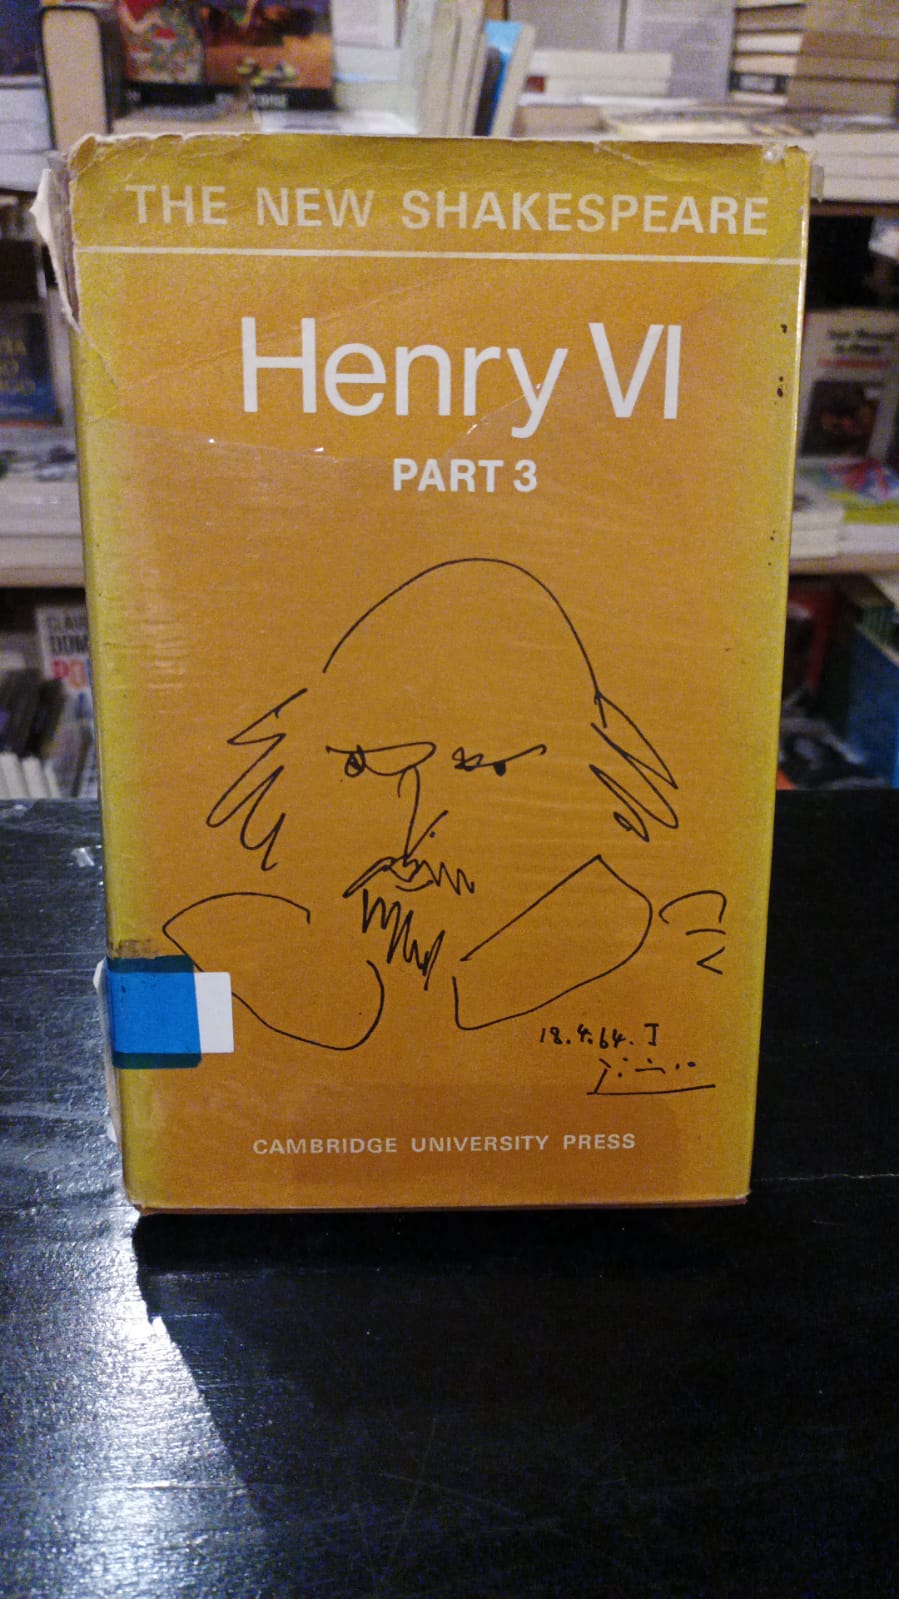 THE NEW SHAKESPEARE
Henry VI
PART 3
18.4.64. I
CAMBRIDGE UNIVERSITY PRESS